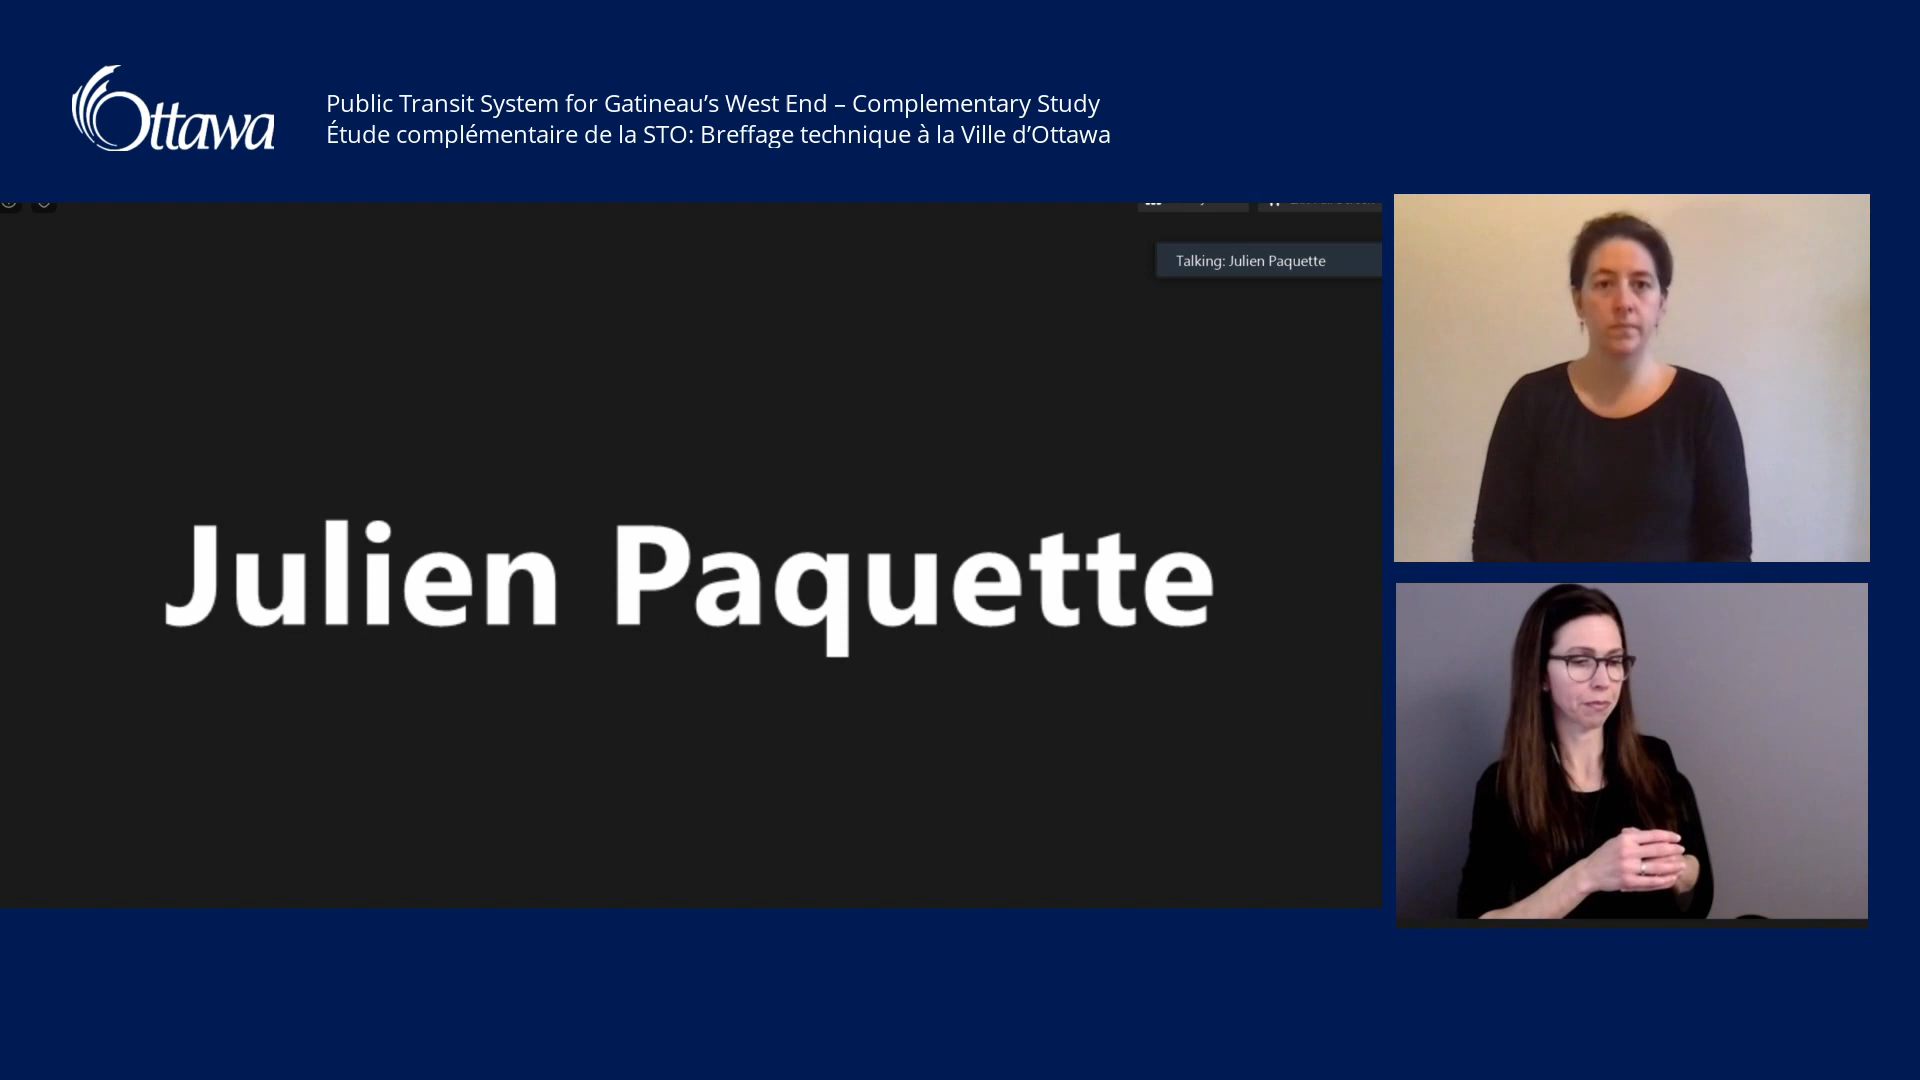 Ottawa
Public Transit System for Gatineau’s West End – Complementary Study
Étude complémentaire de la STO: Breffage technique à la Ville d’Ottawa
Talking: Julien Paquette
Julien Paquette